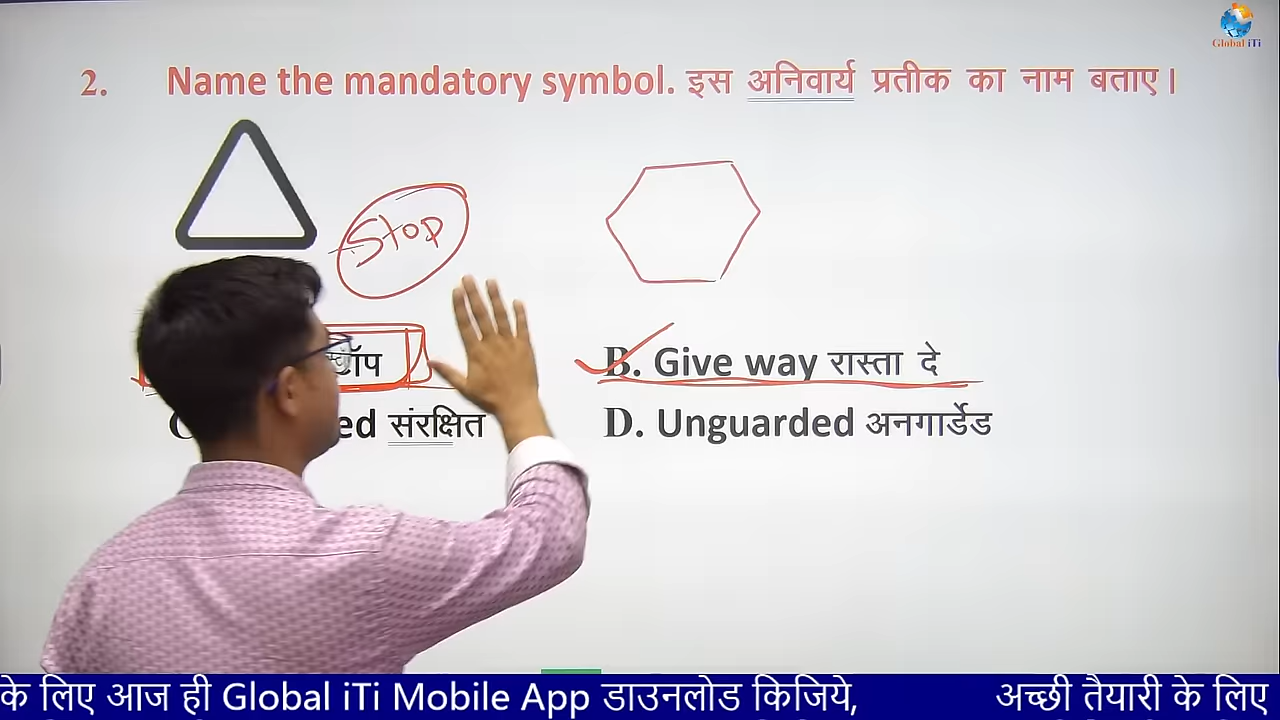 Global iTi
2. Name the mandatory symbol. इस अनिवार्य प्रतीक का नाम बताए।
Stop
B. Give way रास्ता दे
संरक्षित
D. Unguarded अनगार्डेड
के लिए आज ही Global iTi Mobile App डाउनलोड किजिये, अच्छी तैयारी के लिए